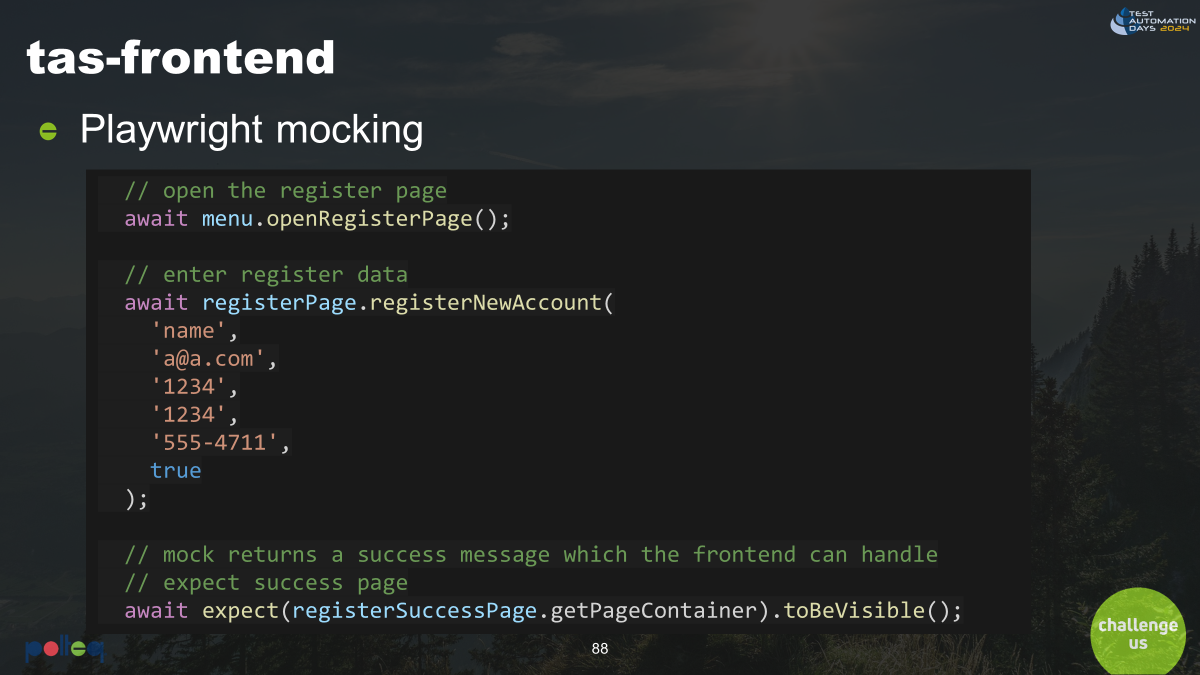 TEST
AUTOMATION
DAYS 2024
tas-frontend
Playwright mocking
// open the register page
await menu.openRegisterPage();
// enter register data
await registerPage.registerNewAccount(
'name',
'a@a.com',
'1234',
'1234',
'555-4711',
true
);
// mock returns a success message which the frontend can handle
// expect success page
await expect(registerSuccessPage.getPageContainer).toBeVisible();
polteq
88
challenge
us